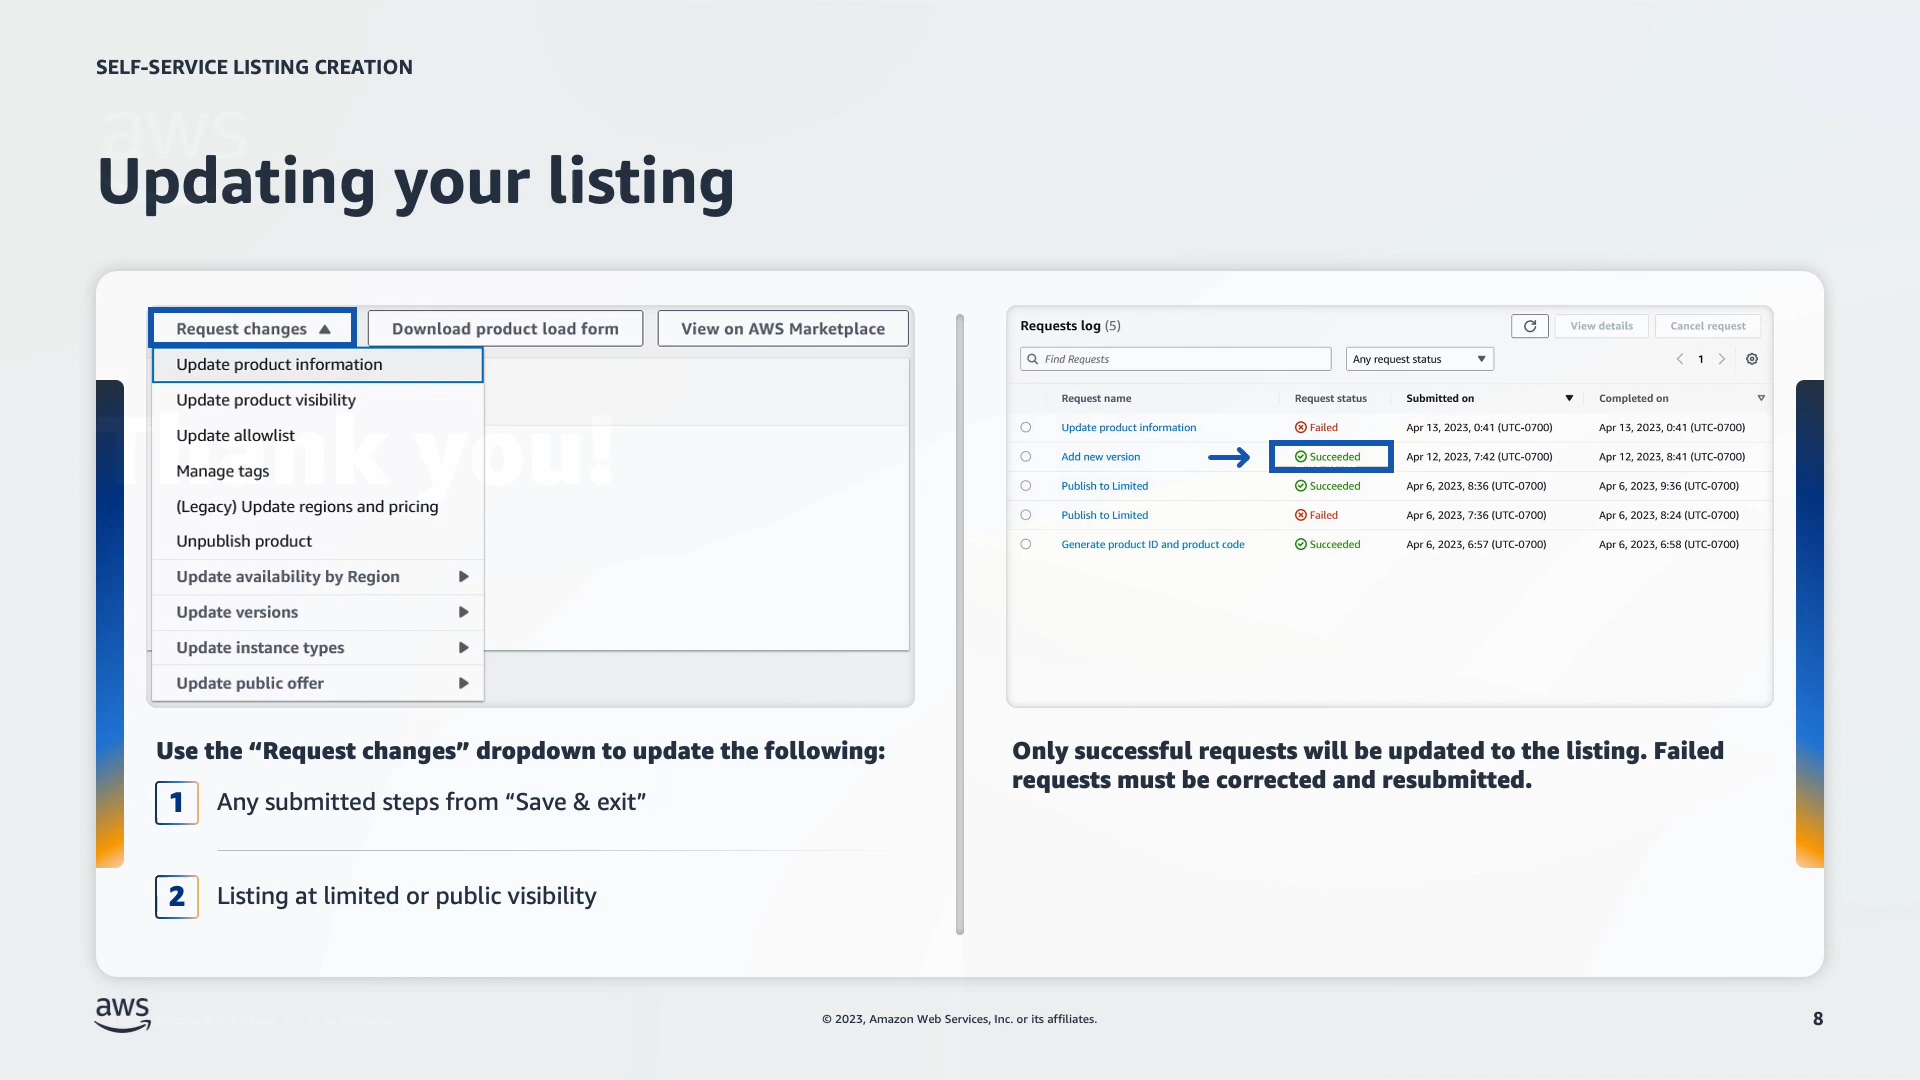 SELF-SERVICE LISTING CREATION
aws
Updating your listing
Thank you!
Request changes
Download product load form
View on AWS Marketplace
Update product information
Update product visibility
Update allowlist
Manage tags
(Legacy) Update regions and pricing
Unpublish product
Update availability by Region
Update versions
Update instance types
Update public offer
Use the “Request changes” dropdown to update the following:
1 Any submitted steps from “Save & exit”
2 Listing at limited or public visibility
Requests log (5)
View details
Cancel request
Find Requests
Any request status
1
Request name Request status Submitted on Completed on
Update product information Failed Apr 13, 2023, 0:41 (UTC-0700) Apr 13, 2023, 0:41 (UTC-0700)
Add new version Succeeded Apr 12, 2023, 7:42 (UTC-0700) Apr 12, 2023, 8:41 (UTC-0700)
Publish to Limited Succeeded Apr 6, 2023, 8:36 (UTC-0700) Apr 6, 2023, 9:36 (UTC-0700)
Publish to Limited Failed Apr 6, 2023, 7:36 (UTC-0700) Apr 6, 2023, 8:24 (UTC-0700)
Generate product ID and product code Succeeded Apr 6, 2023, 6:57 (UTC-0700) Apr 6, 2023, 6:58 (UTC-0700)
Only successful requests will be updated to the listing. Failed
requests must be corrected and resubmitted.
aws
© 2023, Amazon Web Services, Inc. or its affiliates.
8